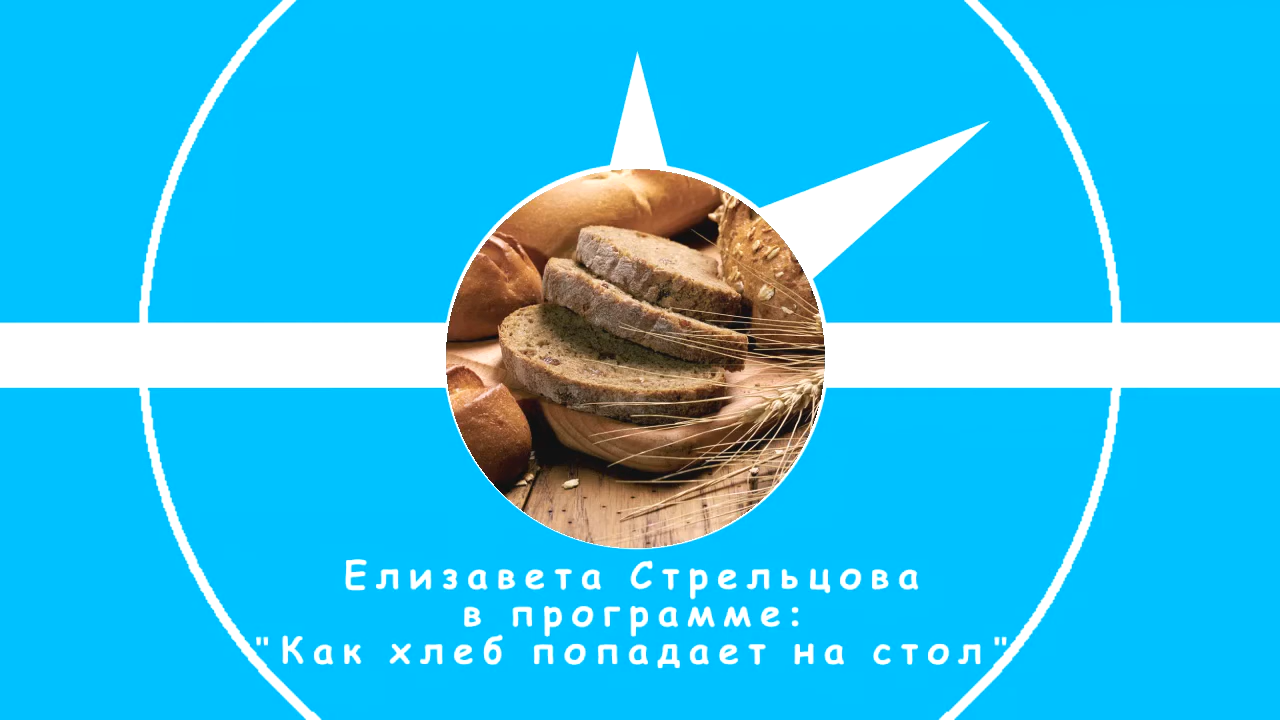 Елизавета Стрельцова
в программе:
"Как хлеб попадает на стол"